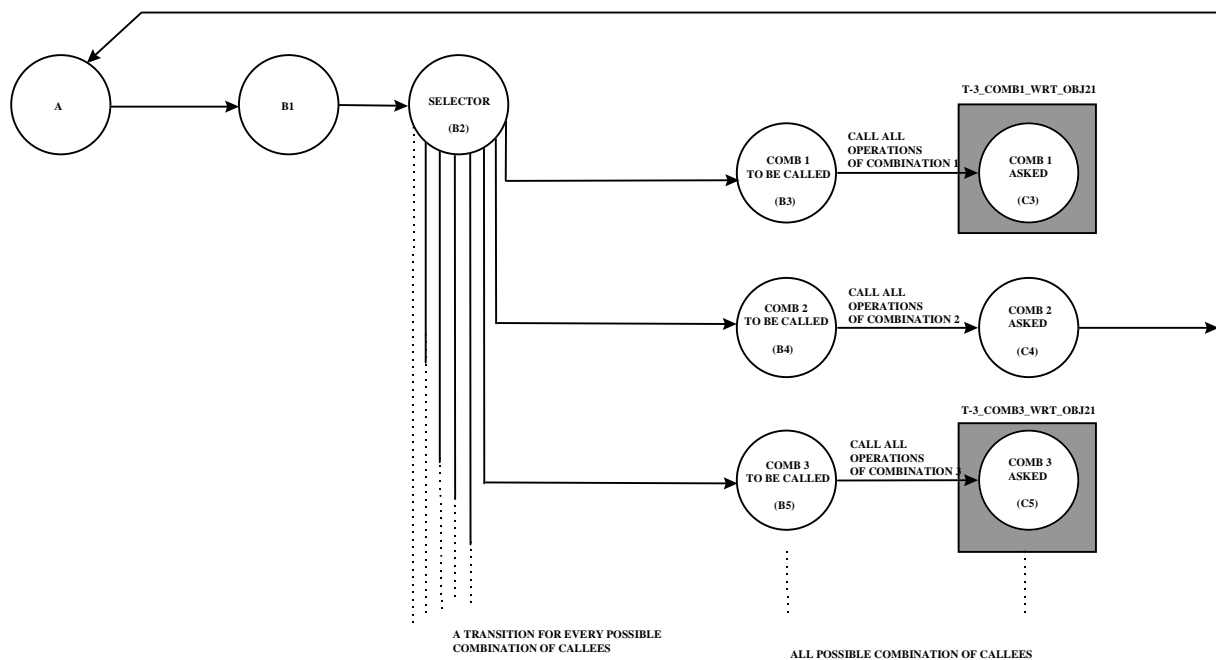 A
B1
SELECTOR
(B2)
T-3_COMB1_WRT_OBJ21
COMB 1
TO BE CALLED
(B3)
CALL ALL
OPERATIONS
OF COMBINATION 1
COMB 1
ASKED
(C3)
COMB 2
TO BE CALLED
(B4)
CALL ALL
OPERATIONS
OF COMBINATION 2
COMB 2
ASKED
(C4)
T-3_COMB3_WRT_OBJ21
COMB 3
TO BE CALLED
(B5)
CALL ALL
OPERATIONS
OF COMBINATION 3
COMB 3
ASKED
(C5)
A TRANSITION FOR EVERY POSSIBLE
COMBINATION OF CALLEES
ALL POSSIBLE COMBINATION OF CALLEES